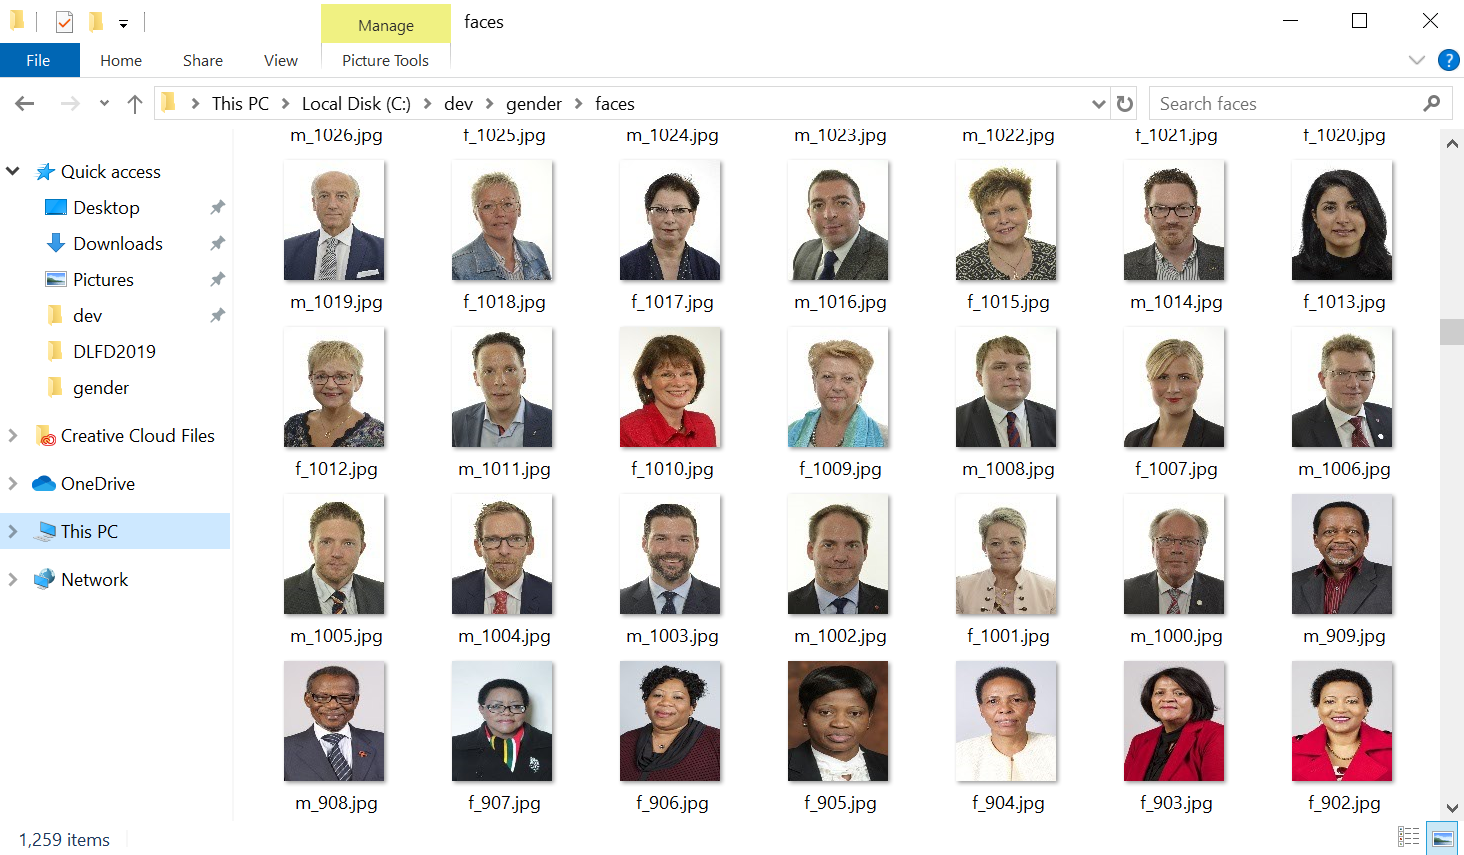 Manage
faces
File
Home
Share
View
Picture Tools
?
This PC
Local Disk (C:)
dev
gender
faces
Search faces
m_1026.jpg
f_1025.jpg
m_1024.jpg
m_1023.jpg
m_1022.jpg
f_1021.jpg
f_1020.jpg
Quick access
Desktop
Downloads
Pictures
dev
DLFD2019
gender
Creative Cloud Files
OneDrive
This PC
Network
m_1019.jpg
f_1018.jpg
f_1017.jpg
m_1016.jpg
f_1015.jpg
m_1014.jpg
f_1013.jpg
f_1012.jpg
m_1011.jpg
f_1010.jpg
f_1009.jpg
m_1008.jpg
f_1007.jpg
m_1006.jpg
m_1005.jpg
m_1004.jpg
m_1003.jpg
m_1002.jpg
f_1001.jpg
m_1000.jpg
m_909.jpg
m_908.jpg
f_907.jpg
f_906.jpg
f_905.jpg
f_904.jpg
f_903.jpg
f_902.jpg
1,259 items